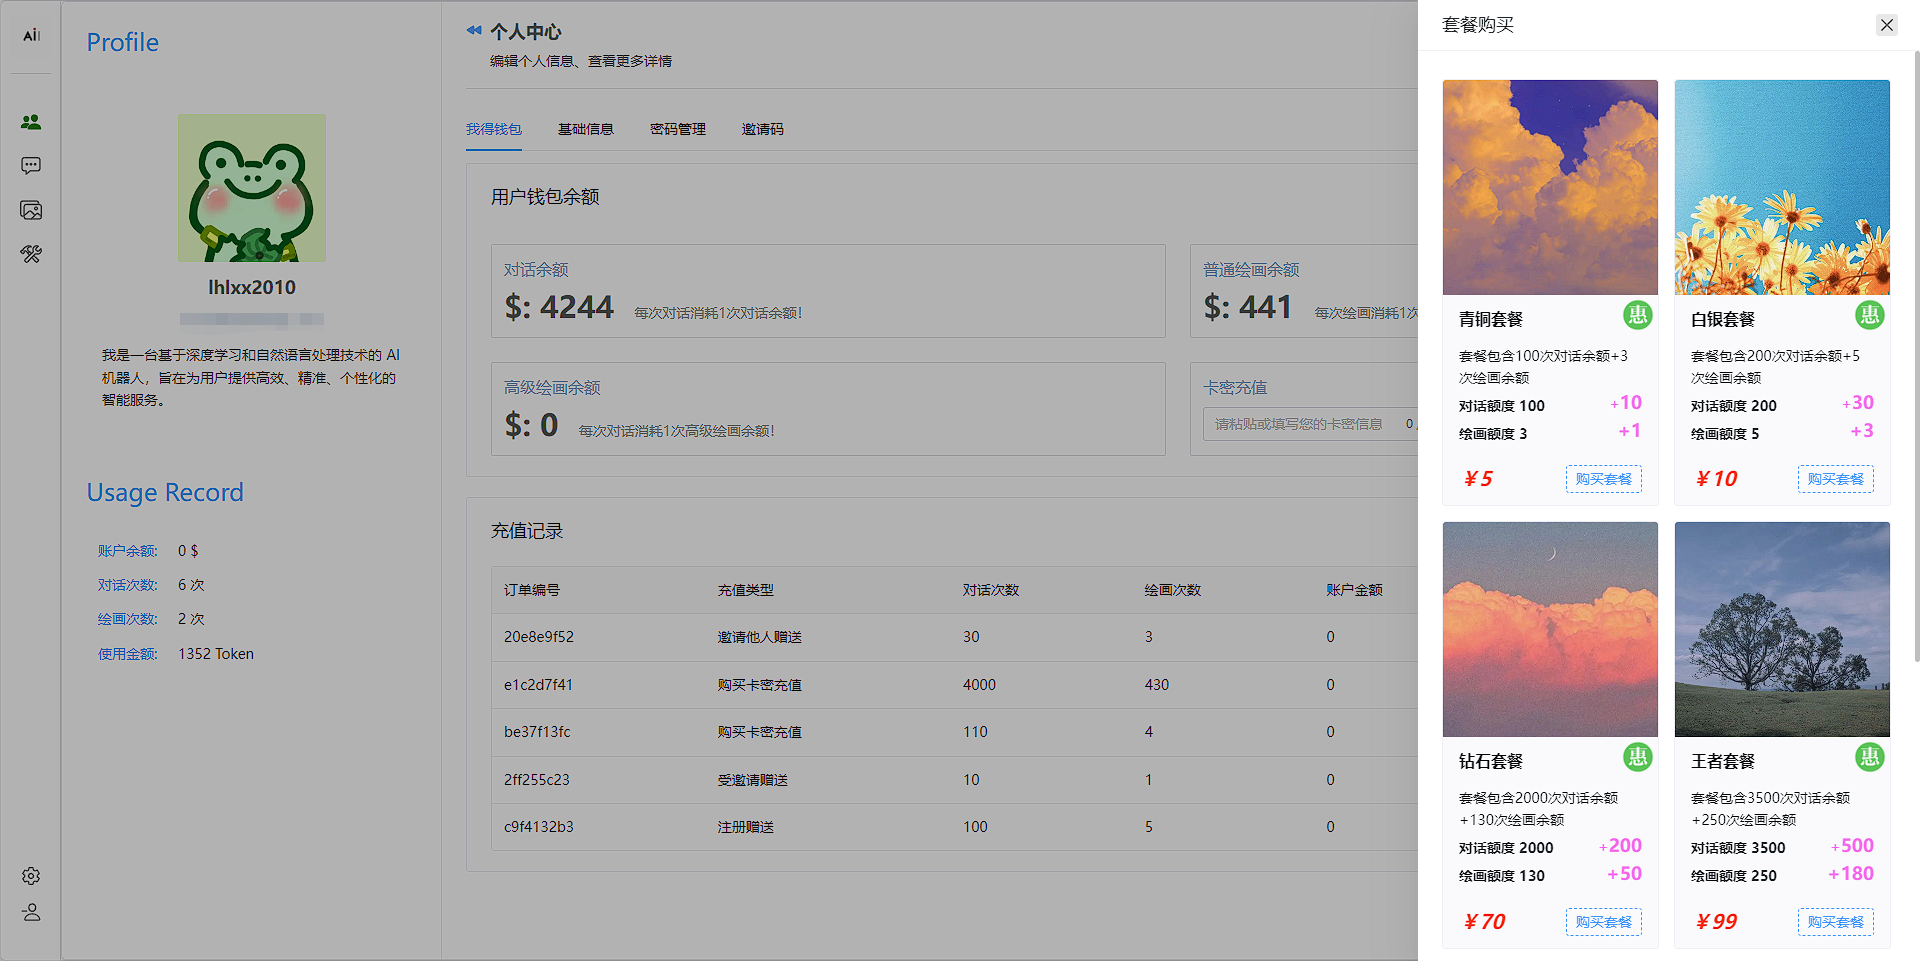 AI
Profile
lhlxx2010
我是一台基于深度学习和自然语言处理技术的 AI
机器人，旨在为用户提供高效、精准、个性化的
智能服务。
Usage Record
账户余额: 0 $
对话次数: 6 次
绘画次数: 2 次
使用金额: 1352 Token
个人中心
编辑个人信息、查看更多详情
我得钱包 基础信息 密码管理 邀请码
用户钱包余额
对话余额
$: 4244 每次对话消耗1次对话余额！
普通绘画余额
$: 441 每次绘画消耗1次
高级绘画余额
$: 0 每次对话消耗1次高级绘画余额！
卡密充值
请粘贴或填写您的卡密信息 0 /
充值记录
订单编号 充值类型 对话次数 绘画次数 账户金额
20e8e9f52 邀请他人赠送 30 3 0
e1c2d7f41 购买卡密充值 4000 430 0
be37f13fc 购买卡密充值 110 4 0
2ff255c23 受邀请赠送 10 1 0
c9f4132b3 注册赠送 100 5 0
套餐购买
青铜套餐 惠
套餐包含100次对话余额+3
次绘画余额
对话额度 100 +10
绘画额度 3 +1
￥5 购买套餐
白银套餐 惠
套餐包含200次对话余额+5
次绘画余额
对话额度 200 +30
绘画额度 5 +3
￥10 购买套餐
钻石套餐 惠
套餐包含2000次对话余额
+130次绘画余额
对话额度 2000 +200
绘画额度 130 +50
￥70 购买套餐
王者套餐 惠
套餐包含3500次对话余额
+250次绘画余额
对话额度 3500 +500
绘画额度 250 +180
￥99 购买套餐